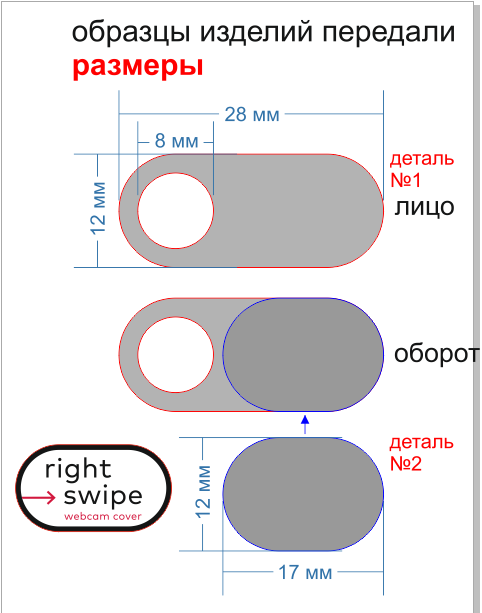 образцы изделий передали
размеры
28 мм
8 мм
12 мм
деталь
№1
лицо
оборот
деталь
№2
12 мм
17 мм
right
swipe
webcam cover